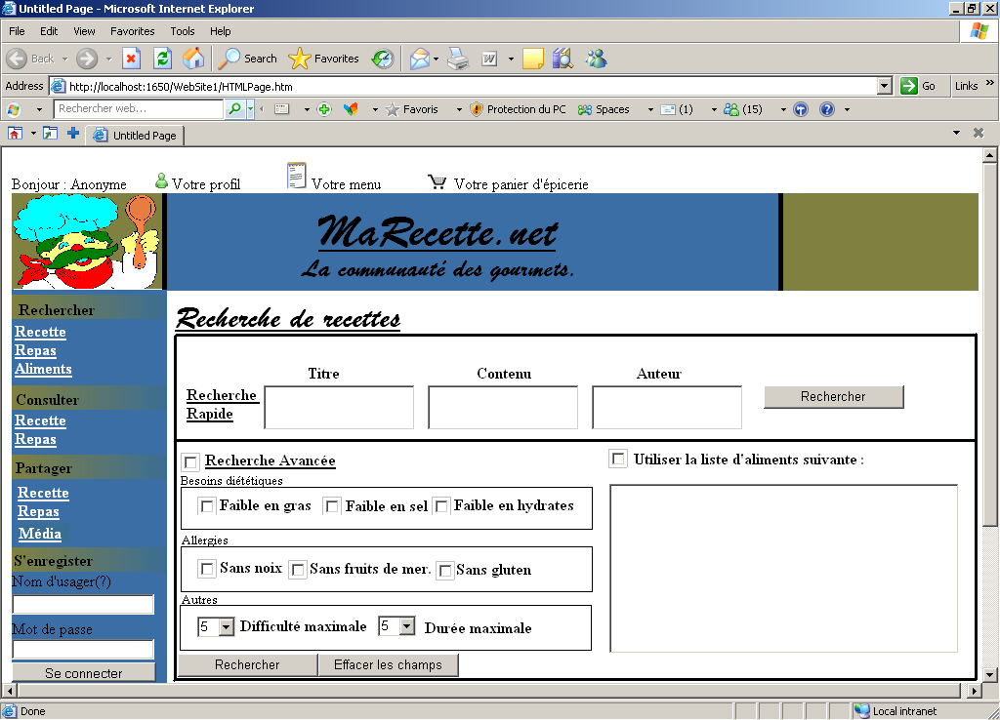 Untitled Page - Microsoft Internet Explorer
File Edit View Favorites Tools Help
Back Search Favorites
Address http://localhost:1650/WebSite1/HTMLPage.htm Go Links »
Rechercher web... Favoris Protection du PC Spaces (1) (15)
Untitled Page
Bonjour : Anonyme Votre profil Votre menu Votre panier d'épicerie
MaRecette.net
La communauté des gourmets.
Rechercher
Recette
Repas
Aliments
Consulter
Recette
Repas
Partager
Recette
Repas
Média
S'enregister
Nom d'usager(?)
Mot de passe
Se connecter
Recherche de recettes
Titre Contenu Auteur
Recherche
Rapide
Rechercher
Recherche Avancée
Besoins diététiques
Faible en gras Faible en sel Faible en hydrates
Allergies
Sans noix Sans fruits de mer. Sans gluten
Autres
5 Difficulté maximale 5 Durée maximale
Rechercher Effacer les champs
Utiliser la liste d'aliments suivante :
Done Local intranet